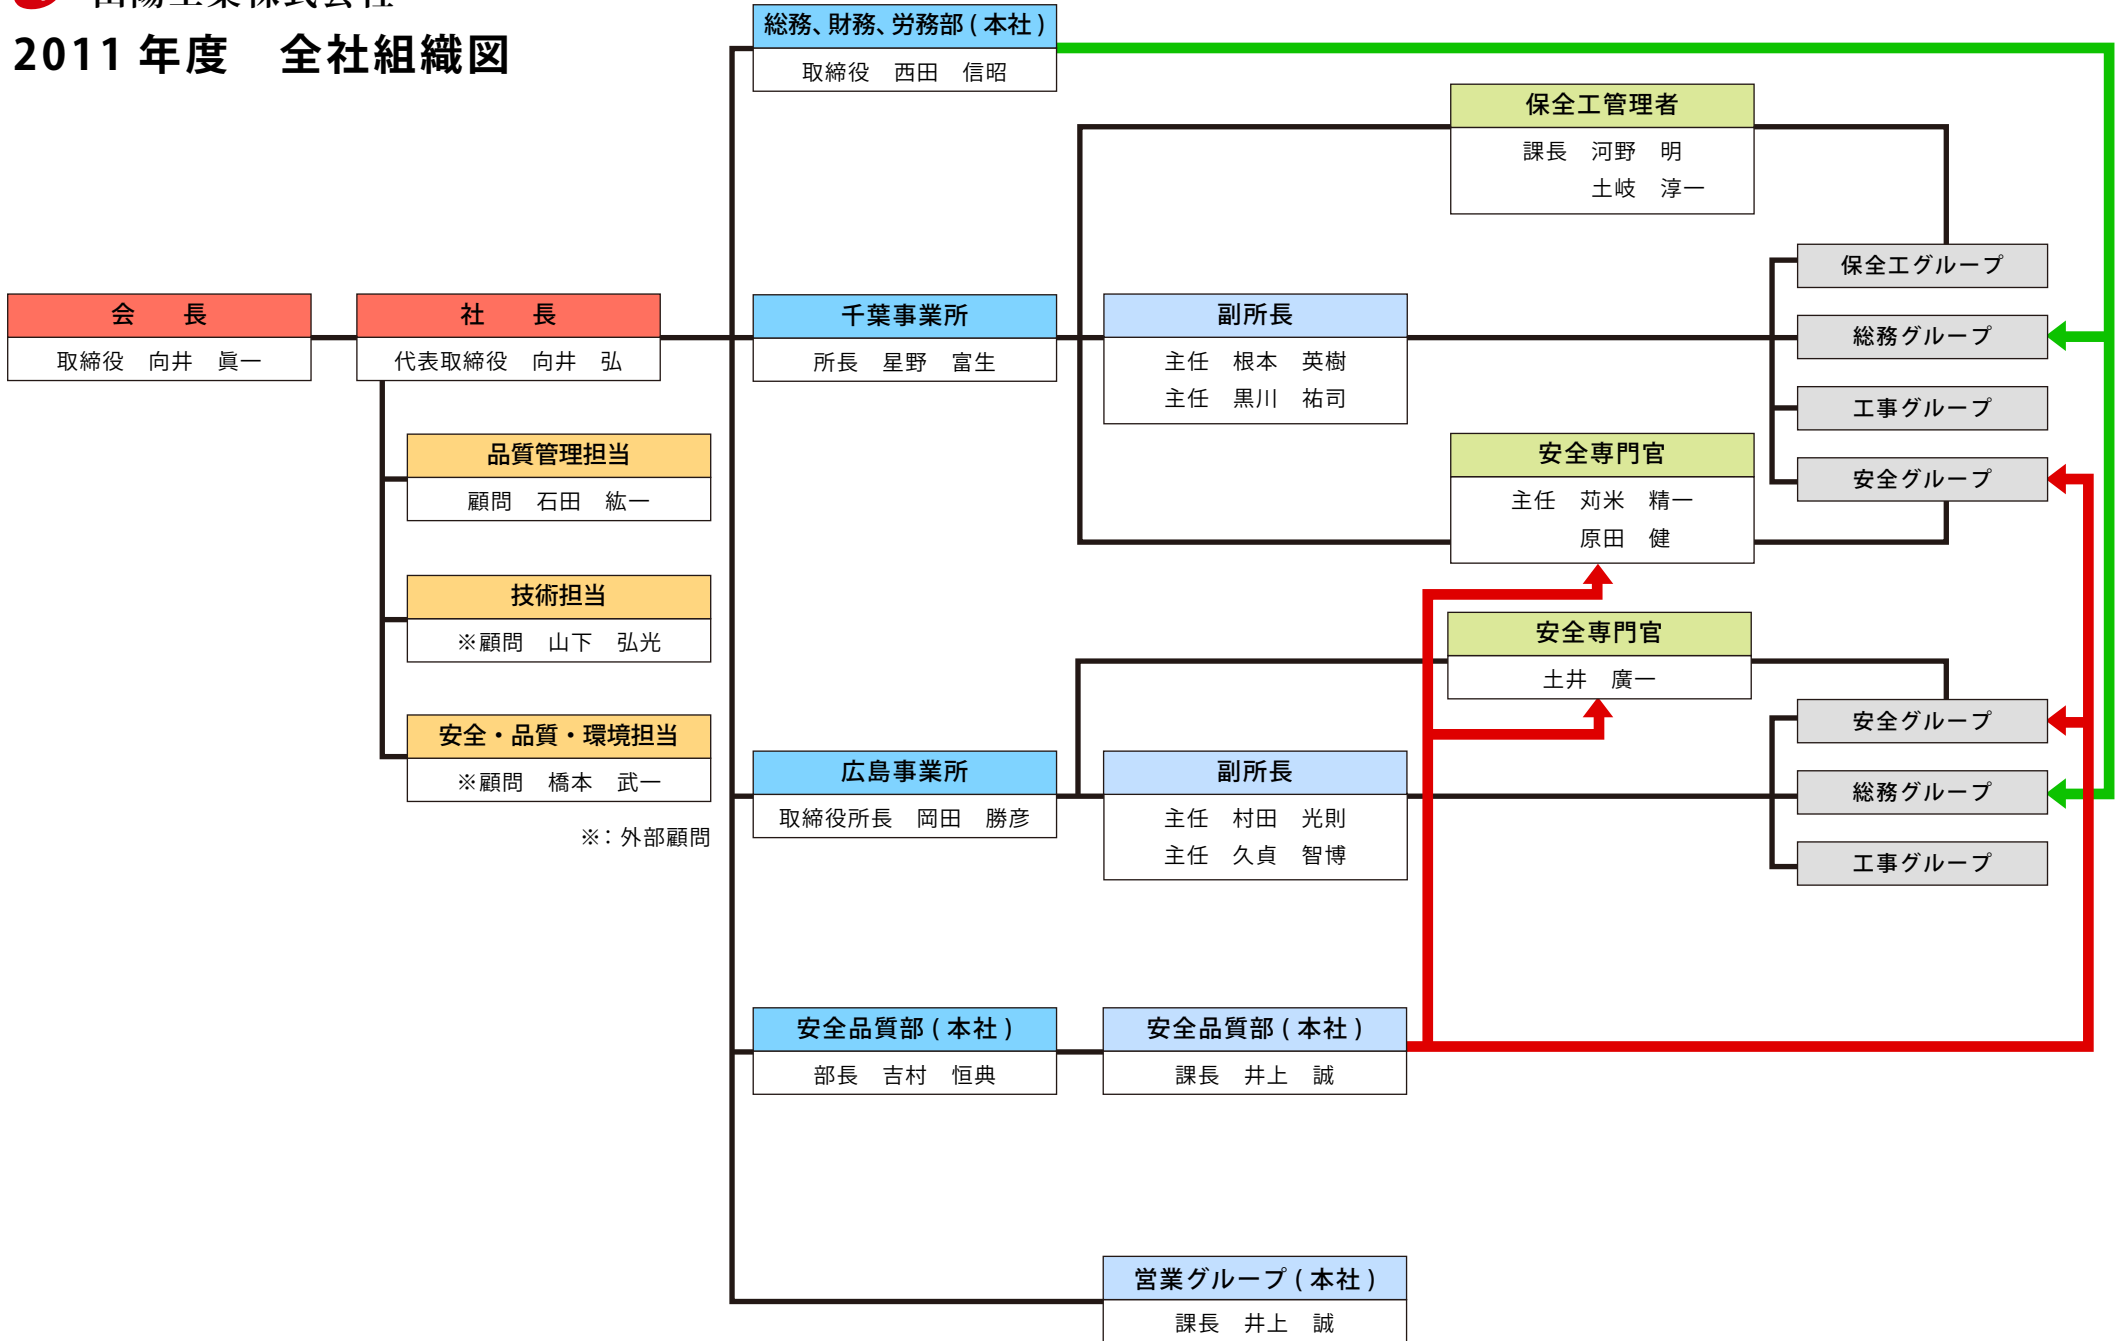 2011 年度　全社組織図
総務、財務、労務部 ( 本社 )
取締役　西田　信昭
保全工管理者
課長　河野　明
土岐　淳一
会　長
取締役　向井　眞一
社　長
代表取締役　向井　弘
品質管理担当
顧問　石田　紘一
技術担当
※顧問　山下　弘光
安全・品質・環境担当
※顧問　橋本　武一
※：外部顧問
千葉事業所
所長　星野　富生
副所長
主任　根本　英樹
主任　黒川　祐司
安全専門官
主任　苅米　精一
原田　健
保全工グループ
総務グループ
工事グループ
安全グループ
安全専門官
土井　廣一
広島事業所
取締役所長　岡田　勝彦
副所長
主任　村田　光則
主任　久貞　智博
安全グループ
総務グループ
工事グループ
安全品質部 ( 本社 )
部長　吉村　恒典
安全品質部 ( 本社 )
課長　井上　誠
営業グループ ( 本社 )
課長　井上　誠